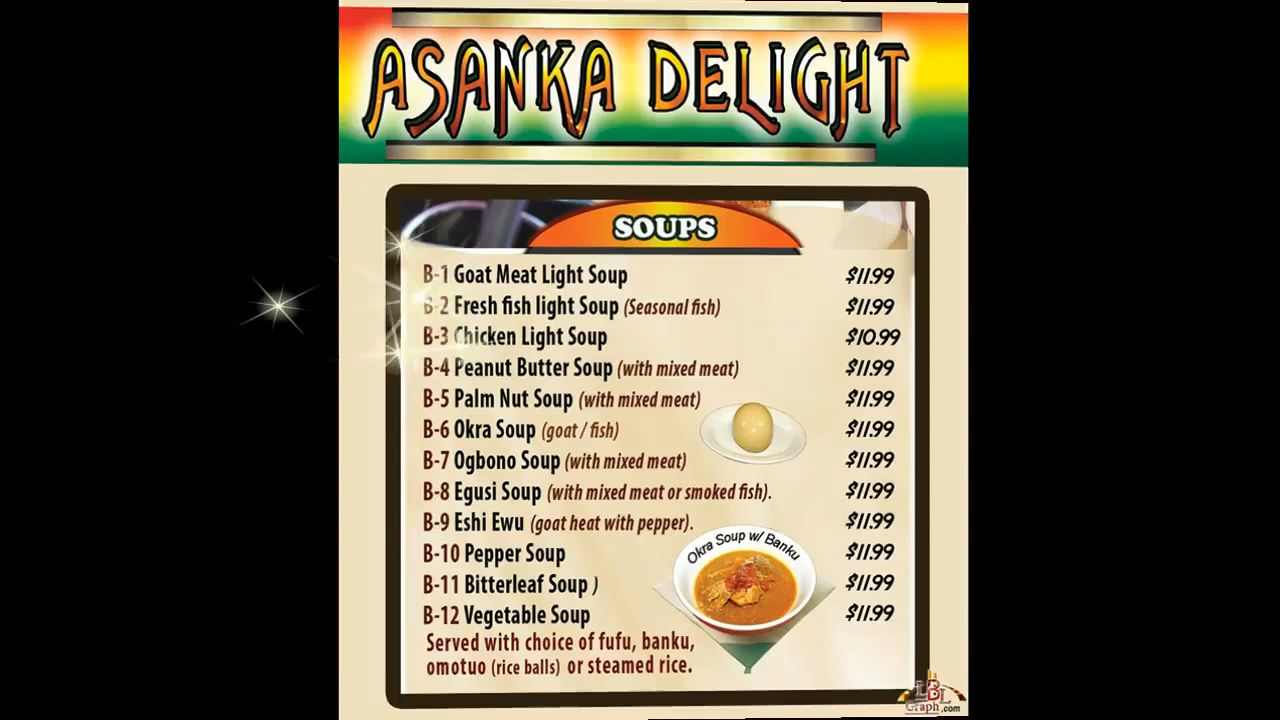 ASANKA DELIGHT
SOUPS
B-1 Goat Meat Light Soup $11.99
B-2 Fresh fish light Soup (Seasonal fish) $11.99
B-3 Chicken Light Soup $10.99
B-4 Peanut Butter Soup (with mixed meat) $11.99
B-5 Palm Nut Soup (with mixed meat) $11.99
B-6 Okra Soup (goat / fish) $11.99
B-7 Ogbono Soup (with mixed meat) $11.99
B-8 Egusi Soup (with mixed meat or smoked fish). $11.99
B-9 Eshi Ewu (goat heat with pepper). $11.99
B-10 Pepper Soup $11.99
B-11 Bitterleaf Soup ) $11.99
B-12 Vegetable Soup $11.99
Okra Soup w/ Banku
Served with choice of fufu, banku,
omotuo (rice balls) or steamed rice.
LBL
Graph.com